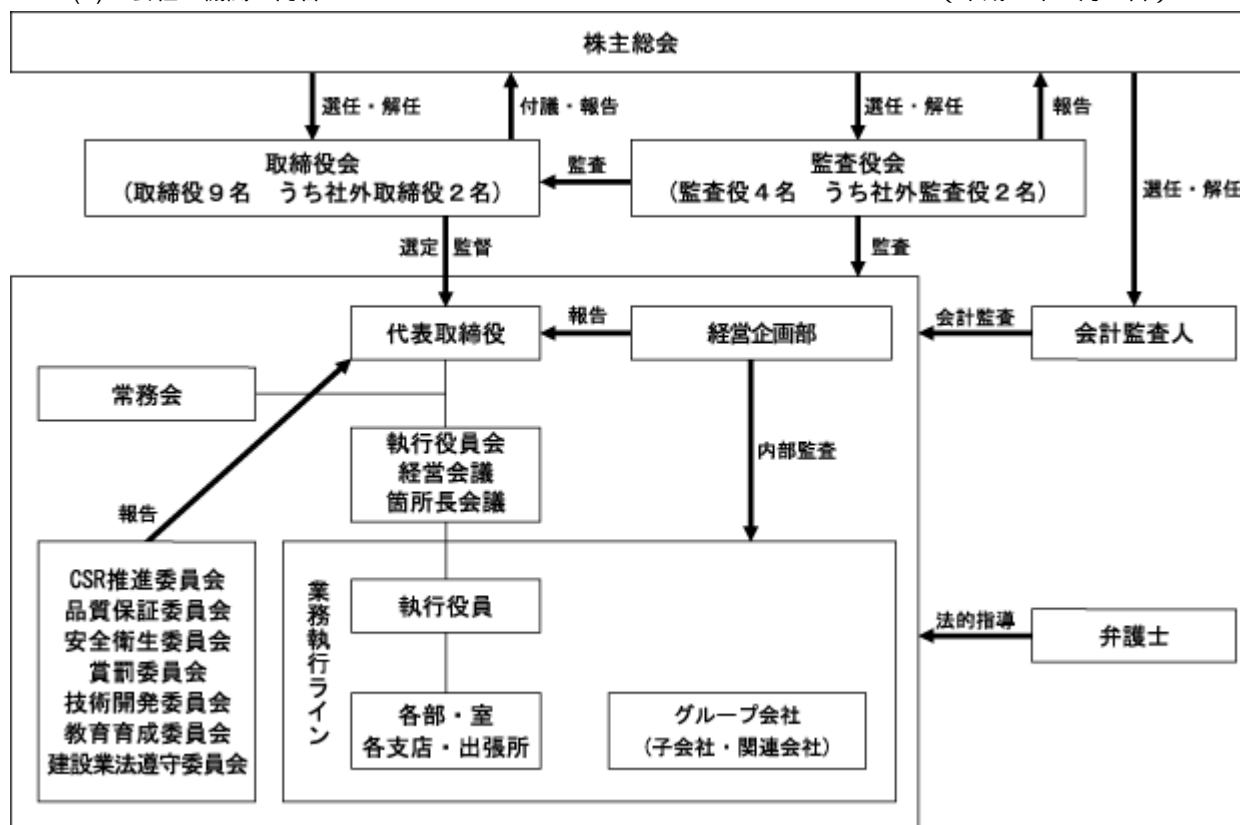 株主総会
選任・解任
付議・報告
選任・解任
報告
取締役会
(取締役9名 うち社外取締役2名)
監査
監査役会
(監査役4名 うち社外監査役2名)
選任・解任
選定 監督
監査
代表取締役
報告
経営企画部
会計監査
会計監査人
常務会
執行役員会
経営会議
箇所長会議
内部監査
報告
CSR推進委員会
品質保証委員会
安全衛生委員会
賞罰委員会
技術開発委員会
教育育成委員会
建設業法遵守委員会
業務執行ライン
執行役員
法的指導
弁護士
各部・室
各支店・出張所
グループ会社
(子会社・関連会社)